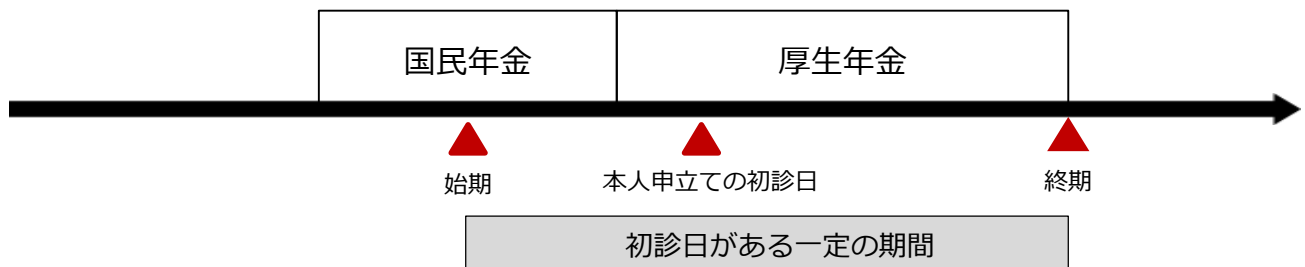 国民年金
厚生年金
始期
本人申立ての初診日
終期
初診日がある一定の期間